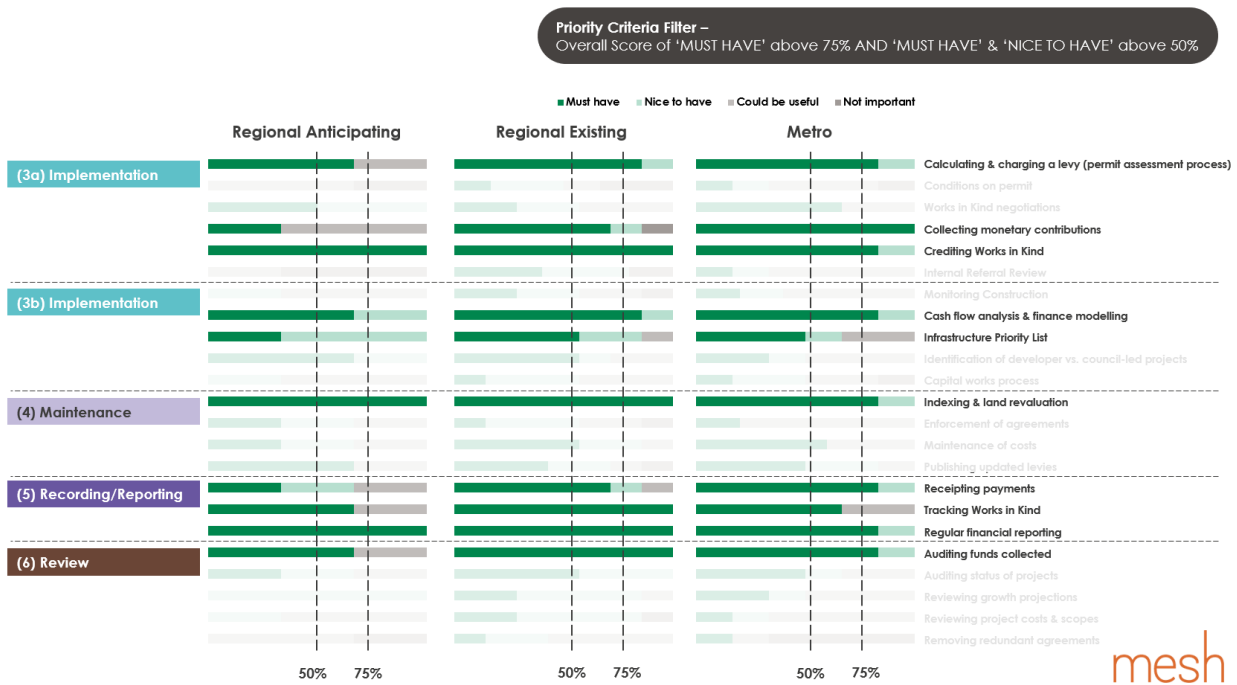 Priority Criteria Filter –
Overall Score of ‘MUST HAVE’ above 75% AND ‘MUST HAVE’ & ‘NICE TO HAVE’ above 50%
Must have Nice to have Could be useful Not important
Regional Anticipating Regional Existing Metro
(3a) Implementation
Calculating & charging a levy (permit assessment process)
Conditions on permit
Works in Kind negotiations
Collecting monetary contributions
Crediting Works in Kind
Internal Referral Review
(3b) Implementation
Monitoring Construction
Cash flow analysis & finance modelling
Infrastructure Priority List
Identification of developer vs. council-led projects
Capital works process
(4) Maintenance
Indexing & land revaluation
Enforcement of agreements
Maintenance of costs
Publishing updated levies
(5) Recording/Reporting
Receipting payments
Tracking Works in Kind
Regular financial reporting
(6) Review
Auditing funds collected
Auditing status of projects
Reviewing growth projections
Reviewing project costs & scopes
Removing redundant agreements
50% 75% 50% 75% 50% 75%
mesh